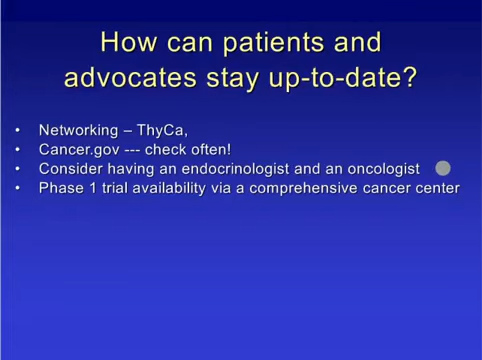 How can patients and
advocates stay up-to-date?
• Networking – ThyCa,
• Cancer.gov --- check often!
• Consider having an endocrinologist and an oncologist
• Phase 1 trial availability via a comprehensive cancer center